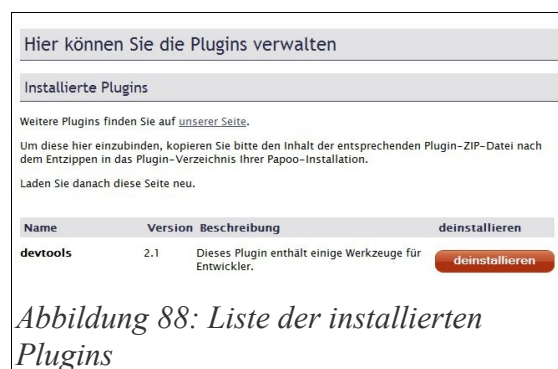 Hier können Sie die Plugins verwalten
Installierte Plugins
Weitere Plugins finden Sie auf unserer Seite.
Um diese hier einzubinden, kopieren Sie bitte den Inhalt der entsprechenden Plugin-ZIP-Datei nach
dem Entzippen in das Plugin-Verzeichnis Ihrer Papoo-Installation.
Laden Sie danach diese Seite neu.
Name Version Beschreibung deinstallieren
devtools 2.1 Dieses Plugin enthält einige Werkzeuge für deinstallieren
Entwickler.
Abbildung 88: Liste der installierten
Plugins